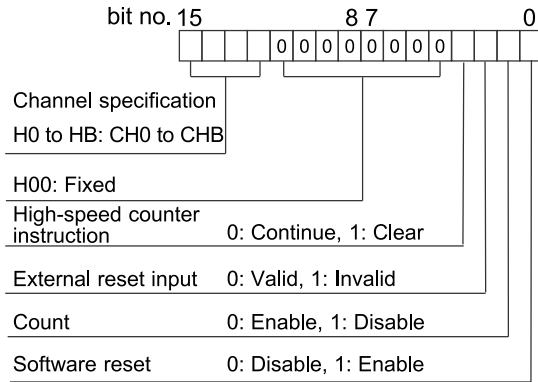 bit no. 15 8 7 0
0 0 0 0 0 0 0 0
Channel specification
H0 to HB: CH0 to CHB
H00: Fixed
High-speed counter
instruction 0: Continue, 1: Clear
External reset input 0: Valid, 1: Invalid
Count 0: Enable, 1: Disable
Software reset 0: Disable, 1: Enable